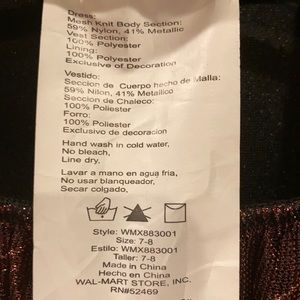 Dress:
Mesh Knit Body Section:
59% Nylon, 41% Metallic
Vest Section:
100% Polyester
Lining:
100% Polyester
Exclusive of Decoration
Vestido:
Seccion de Cuerpo hecho de Malla:
59% Nilon, 41% Metalico
Seccion de Chaleco:
100% Poliester
Forro:
100% Poliester
Exclusivo de decoracion
Hand wash in cold water,
No bleach,
Line dry,
Lavar a mano en agua fria,
No usar blanqueador,
Secar colgado,
Style: WMX883001
Size: 7-8
Estilo: WMX883001
Taller: 7-8
Made in China
Hecho en China
WAL-MART STORE, INC.
RN#52469